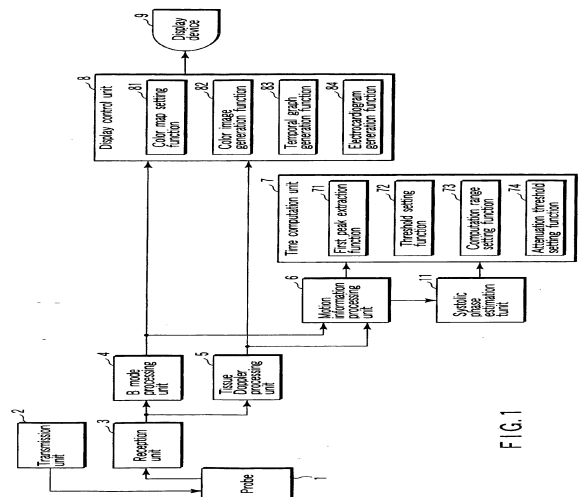 9
Display
device
8
Display control unit
81
Color map setting
function
82
Color image
generation function
83
Temporal graph
generation function
84
Electrocardiogram
generation function
7
Time computation unit
71
First peak extraction
function
72
Threshold setting
function
73
Computation range
setting function
74
Attenuation threshold
setting function
6
Motion
information
processing
unit
11
Systolic
phase
estimation
tunit
4
B mode
processing
unit
5
Tissue
Doppler
processing
unit
2
Transmission
unit
3
Reception
unit
Probe
1
FIG. 1